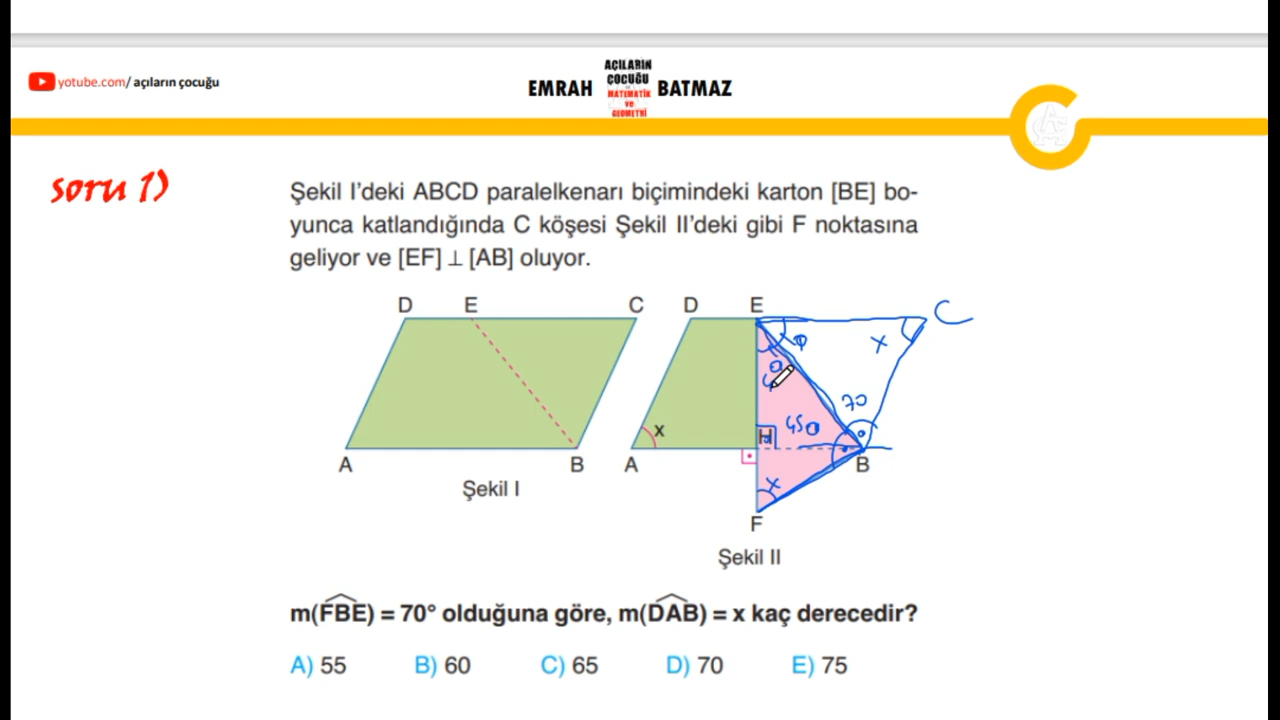 yotube.com/ açıların çocuğu
EMRAH
AÇILARIN
ÇOCUĞU
MATEMATİK
ve
GEOMETRİ
BATMAZ
soru 1)
Şekil I'deki ABCD paralelkenarı biçimindeki karton [BE] bo-
yunca katlandığında C köşesi Şekil II'deki gibi F noktasına
geliyor ve [EF] ⊥ [AB] oluyor.
D E C D E C
x
70
45
x
H
A B A B
x
Şekil I
F
Şekil II
m(FBE) = 70° olduğuna göre, m(DAB) = x kaç derecedir?
A) 55 B) 60 C) 65 D) 70 E) 75